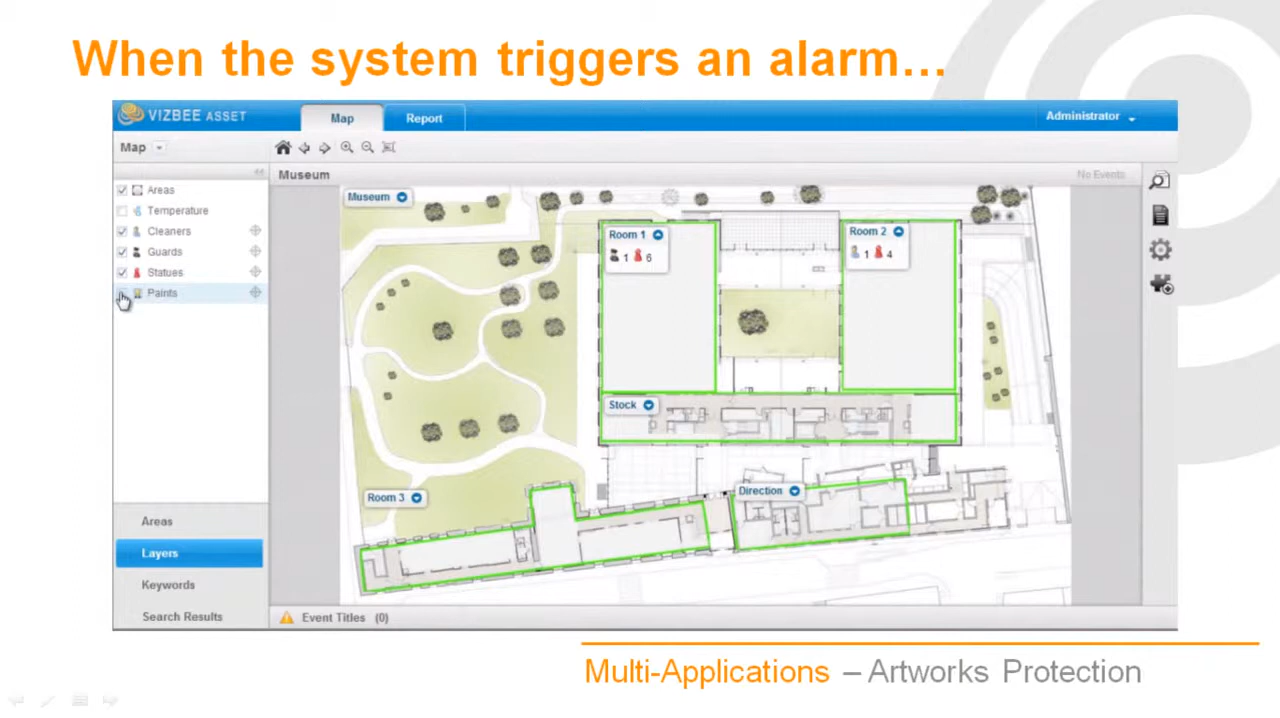 When the system triggers an alarm...
VIZBEE ASSET
Map
Report
Administrator
Map
Museum
No Events
Areas
Temperature
Cleaners
Guards
Statues
Paints
Museum
Room 1
1 6
Room 2
1 4
Stock
Room 3
Direction
Areas
Layers
Keywords
Search Results
Event Titles (0)
Multi-Applications – Artworks Protection